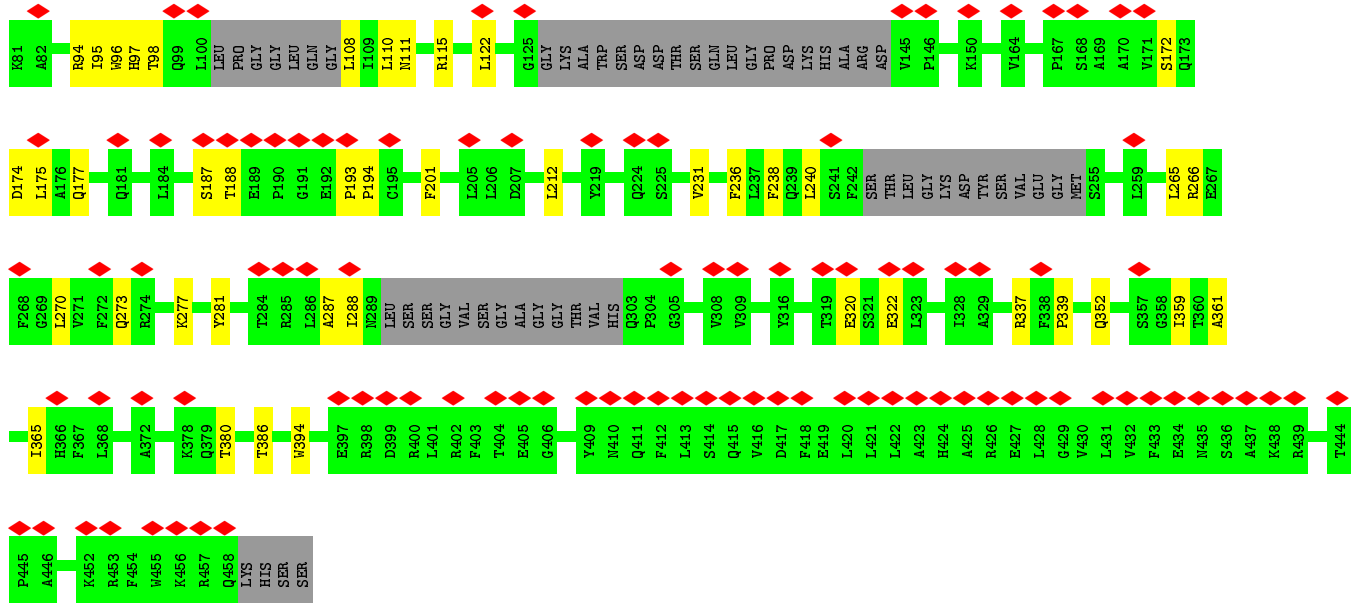 K81 A82 R94 I95 W96 H97 T98 Q99 L100 LEU PRO GLY GLY LEU GLN GLY L108 I109 L110 N111 R115 L122 G125 GLY LYS ALA TRP SER ASP ASP THR SER GLN LEU GLY PRO ASP LYS HIS ALA ARG ASP V145 P146 K150 V164 P167 S168 A169 A170 V171 S172 Q173
D174 L175 A176 Q177 Q181 L184 S187 T188 E189 P190 G191 E192 P193 P194 C195 F201 L205 L206 D207 L212 Y219 Q224 S225 V231 F236 L237 F238 Q239 L240 S241 F242 SER THR LEU GLY LYS ASP TYR SER VAL GLU GLY MET S255 L259 L265 R266 E267
F268 G269 L270 V271 F272 Q273 R274 K277 Y281 T284 R285 L286 A287 I288 N289 LEU SER SER GLY VAL SER GLY ALA GLY GLY THR VAL HIS Q303 P304 G305 V308 V309 Y316 T319 E320 S321 E322 L323 I328 A329 R337 F338 P339 Q352 S357 G358 I359 T360 A361
I365 H366 F367 L368 A372 K378 Q379 T380 T386 W394 E397 R398 D399 R400 L401 R402 F403 T404 E405 G406 Y409 N410 Q411 F412 L413 S414 Q415 V416 D417 F418 E419 L420 L421 L422 A423 H424 A425 R426 E427 L428 G429 V430 L431 V432 F433 E434 N435 S436 A437 K438 R439 T444
P445 A446 K452 R453 F454 W455 K456 R457 Q458 LYS HIS SER SER